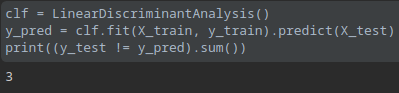 clf = LinearDiscriminantAnalysis()
y_pred = clf.fit(X_train, y_train).predict(X_test)
print((y_test != y_pred).sum())
3